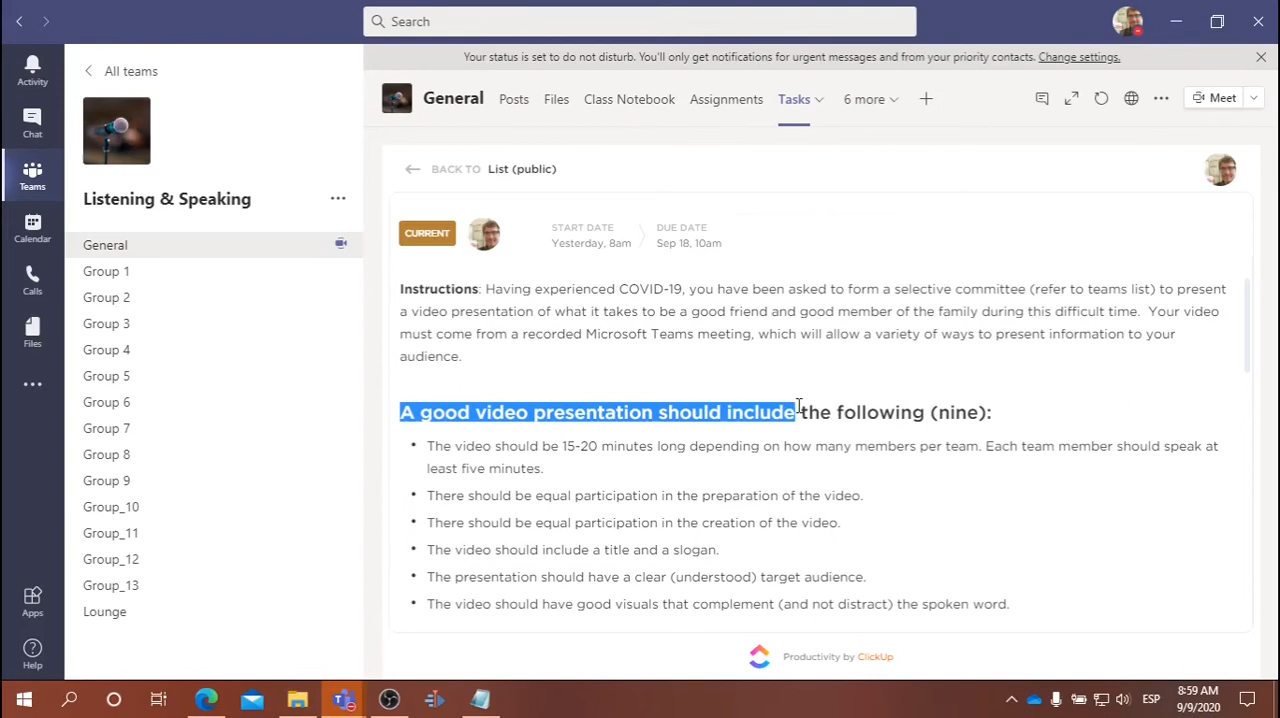 Search
Your status is set to do not disturb. You'll only get notifications for urgent messages and from your priority contacts. Change settings.
Activity
Chat
Teams
Calendar
Calls
Files
Apps
Help
All teams
Listening & Speaking
General
Group 1
Group 2
Group 3
Group 4
Group 5
Group 6
Group 7
Group 8
Group 9
Group_10
Group_11
Group_12
Group_13
Lounge
General Posts Files Class Notebook Assignments Tasks 6 more Meet
BACK TO List (public)
CURRENT
START DATE
Yesterday, 8am
DUE DATE
Sep 18, 10am
Instructions: Having experienced COVID-19, you have been asked to form a selective committee (refer to teams list) to present
a video presentation of what it takes to be a good friend and good member of the family during this difficult time. Your video
must come from a recorded Microsoft Teams meeting, which will allow a variety of ways to present information to your
audience.
A good video presentation should include the following (nine):
• The video should be 15-20 minutes long depending on how many members per team. Each team member should speak at
least five minutes.
• There should be equal participation in the preparation of the video.
• There should be equal participation in the creation of the video.
• The video should include a title and a slogan.
• The presentation should have a clear (understood) target audience.
• The video should have good visuals that complement (and not distract) the spoken word.
Productivity by ClickUp
ESP
8:59 AM
9/9/2020